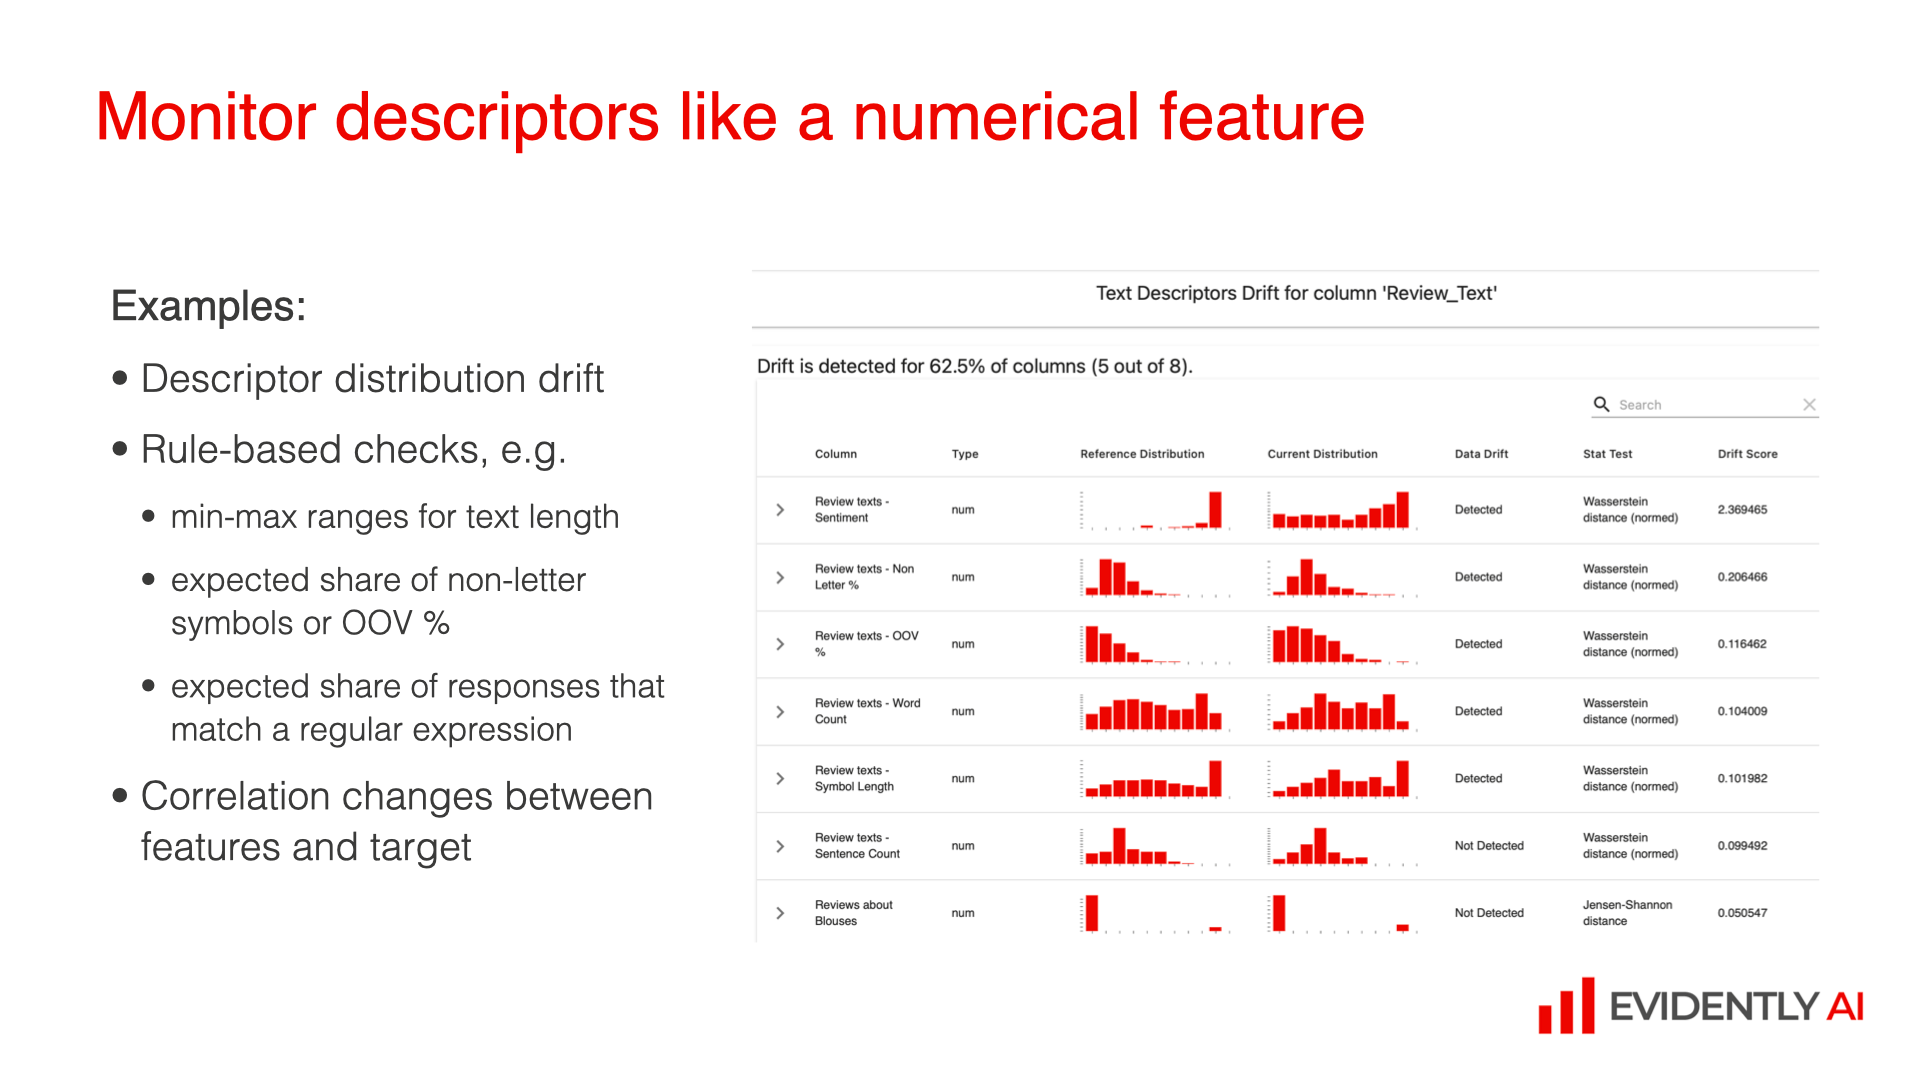 Monitor descriptors like a numerical feature
Examples:
• Descriptor distribution drift
• Rule-based checks, e.g.
• min-max ranges for text length
• expected share of non-letter
symbols or OOV %
• expected share of responses that
match a regular expression
• Correlation changes between
features and target
Text Descriptors Drift for column 'Review_Text'
Drift is detected for 62.5% of columns (5 out of 8).
Search
Column Type Reference Distribution Current Distribution Data Drift Stat Test Drift Score
Review texts -
Sentiment
num
Detected
Wasserstein
distance (normed)
2.369465
Review texts - Non
Letter %
num
Detected
Wasserstein
distance (normed)
0.206466
Review texts - OOV
%
num
Detected
Wasserstein
distance (normed)
0.116462
Review texts - Word
Count
num
Detected
Wasserstein
distance (normed)
0.104009
Review texts -
Symbol Length
num
Detected
Wasserstein
distance (normed)
0.101982
Review texts -
Sentence Count
num
Not Detected
Wasserstein
distance (normed)
0.099492
Reviews about
Blouses
num
Not Detected
Jensen-Shannon
distance
0.050547
EVIDENTLY AI